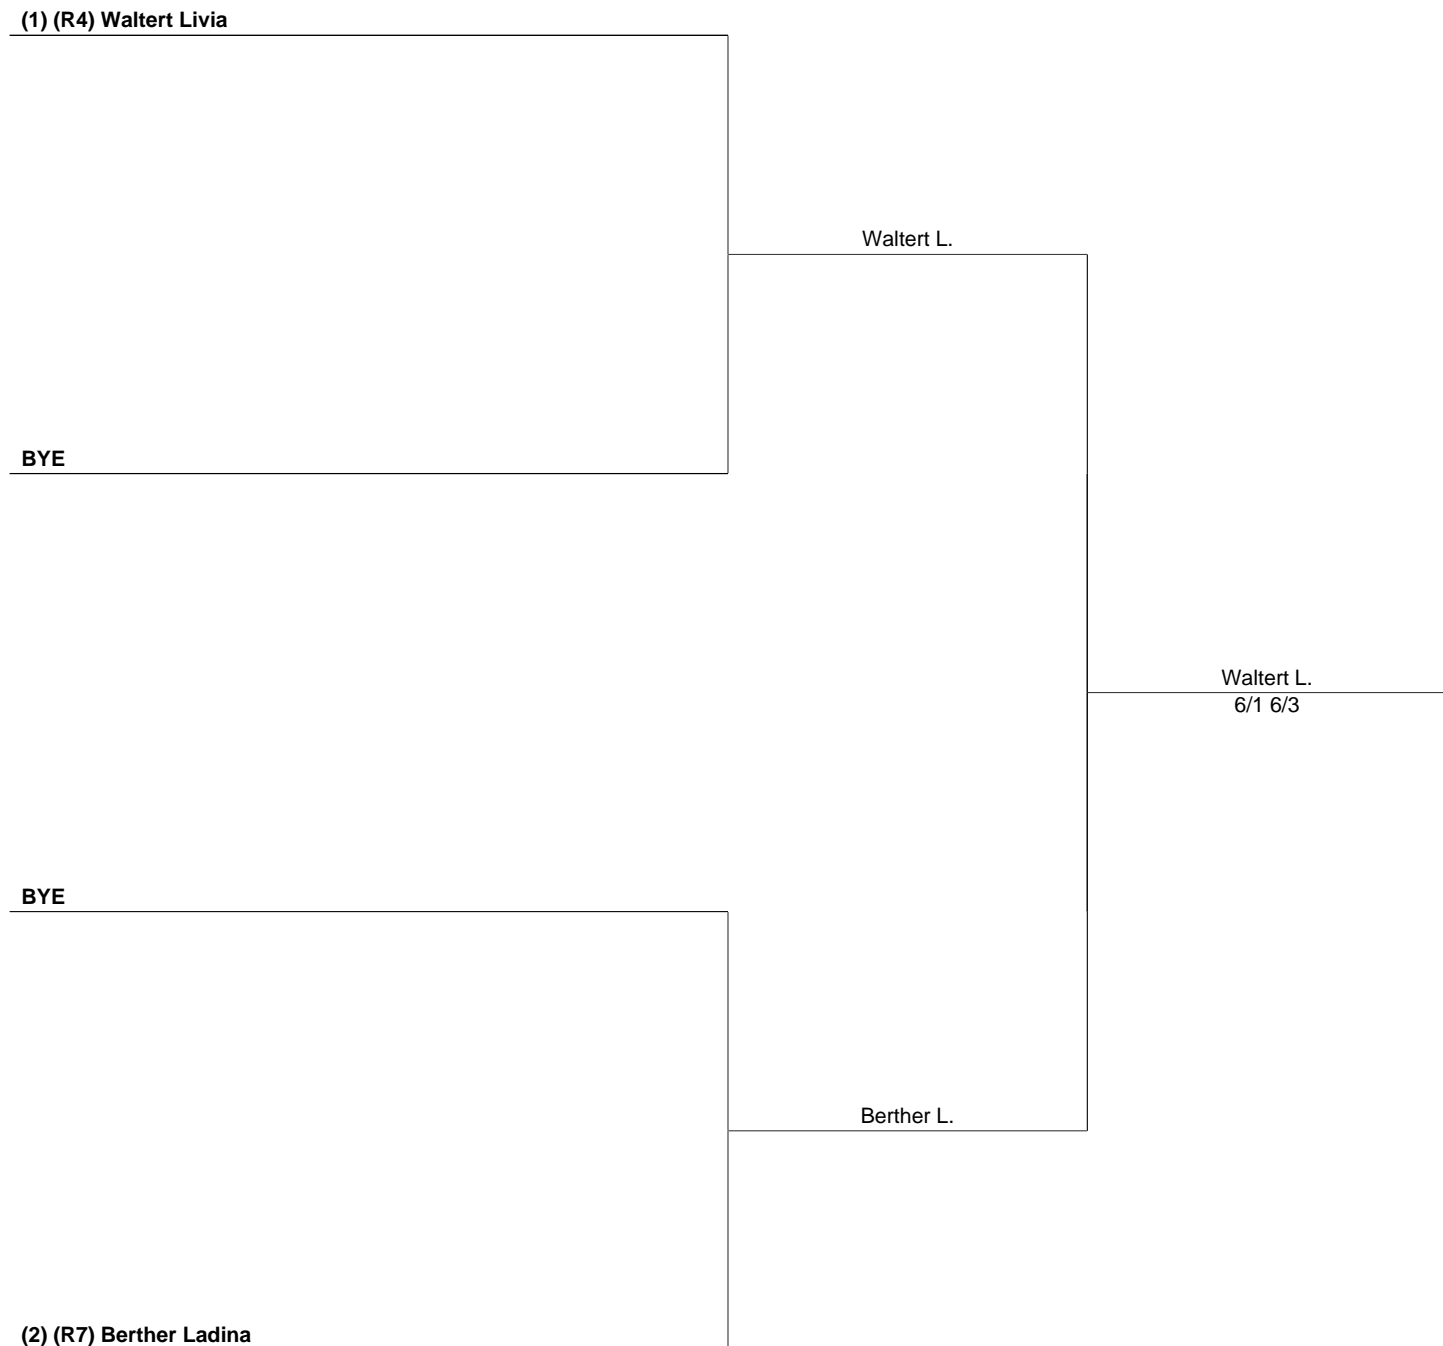 (1) (R4) Waltert Livia
Waltert L.
BYE
Waltert L.
6/1 6/3
BYE
Berther L.
(2) (R7) Berther Ladina